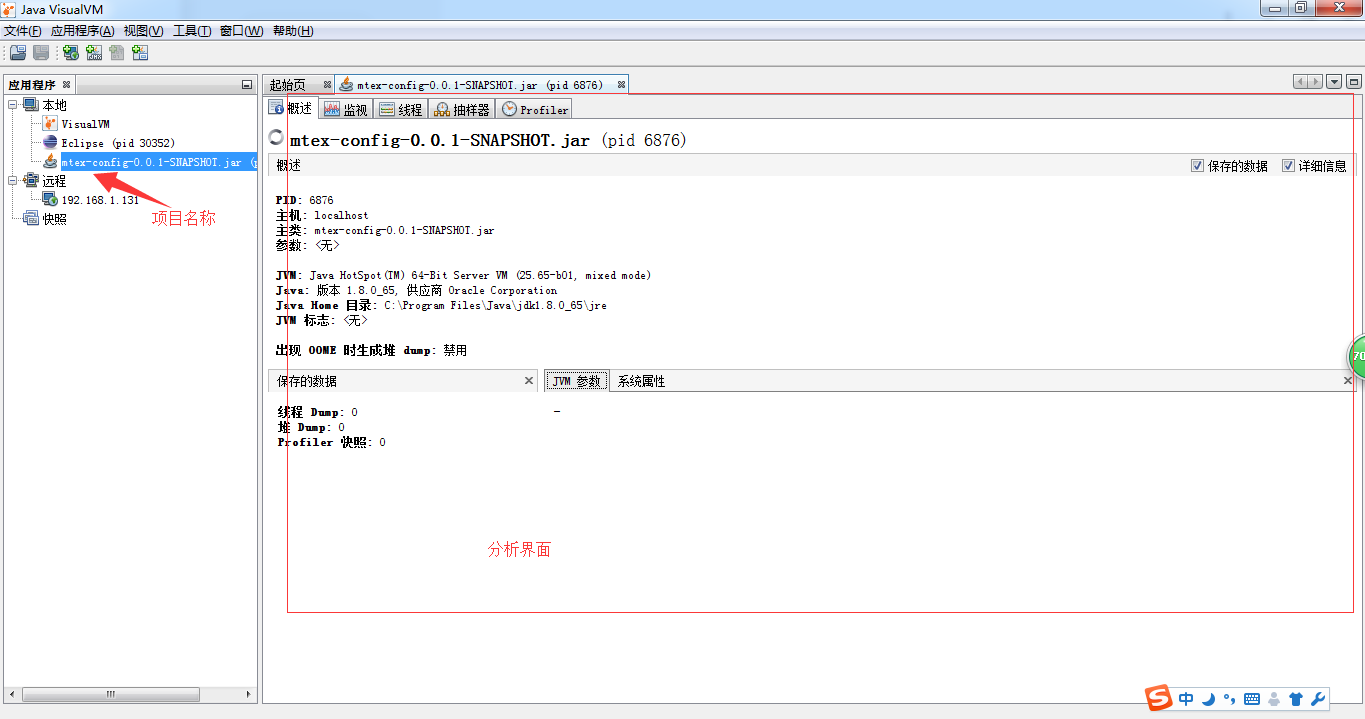 Java VisualVM
文件(F) 应用程序(A) 视图(V) 工具(T) 窗口(W) 帮助(H)
应用程序
本地
VisualVM
Eclipse (pid 30352)
mtex-config-0.0.1-SNAPSHOT.jar (p
远程
192.168.1.131
快照
项目名称
起始页 mtex-config-0.0.1-SNAPSHOT.jar (pid 6876)
概述 监视 线程 抽样器 Profiler
mtex-config-0.0.1-SNAPSHOT.jar (pid 6876)
概述 保存的数据 详细信息
PID: 6876
主机: localhost
主类: mtex-config-0.0.1-SNAPSHOT.jar
参数: <无>
JVM: Java HotSpot(TM) 64-Bit Server VM (25.65-b01, mixed mode)
Java: 版本 1.8.0_65, 供应商 Oracle Corporation
Java Home 目录: C:\Program Files\Java\jdk1.8.0_65\jre
JVM 标志: <无>
出现 OOME 时生成堆 dump: 禁用
70
保存的数据 JVM 参数 系统属性
线程 Dump: 0
堆 Dump: 0
Profiler 快照: 0
–
分析界面
S 中